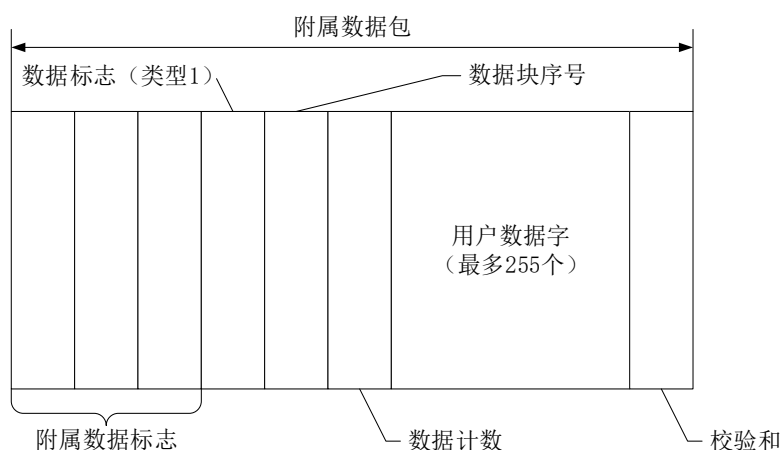 附属数据包
数据标志（类型1）
数据块序号
用户数据字
（最多255个）
附属数据标志
数据计数
校验和